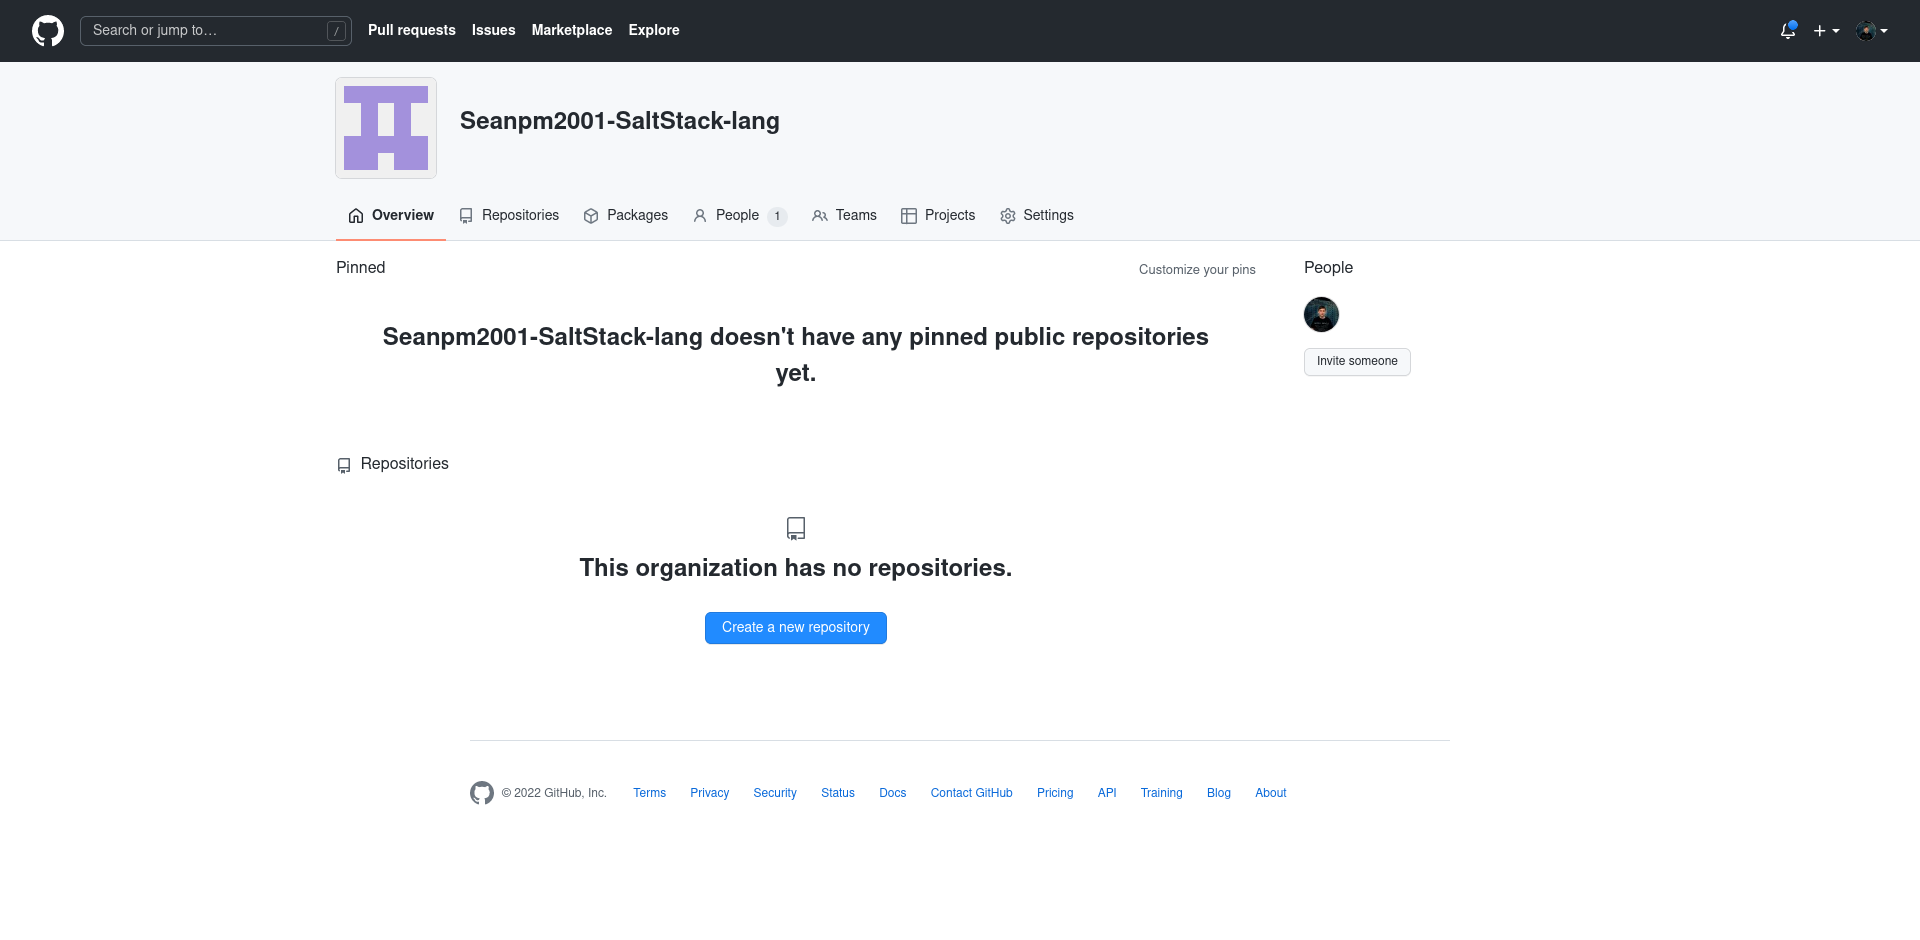 Search or jump to… /
Pull requests Issues Marketplace Explore
Seanpm2001-SaltStack-lang
Overview Repositories Packages People 1 Teams Projects Settings
Pinned
Customize your pins
Seanpm2001-SaltStack-lang doesn't have any pinned public repositories
yet.
Repositories
This organization has no repositories.
Create a new repository
People
Invite someone
© 2022 GitHub, Inc. Terms Privacy Security Status Docs Contact GitHub Pricing API Training Blog About